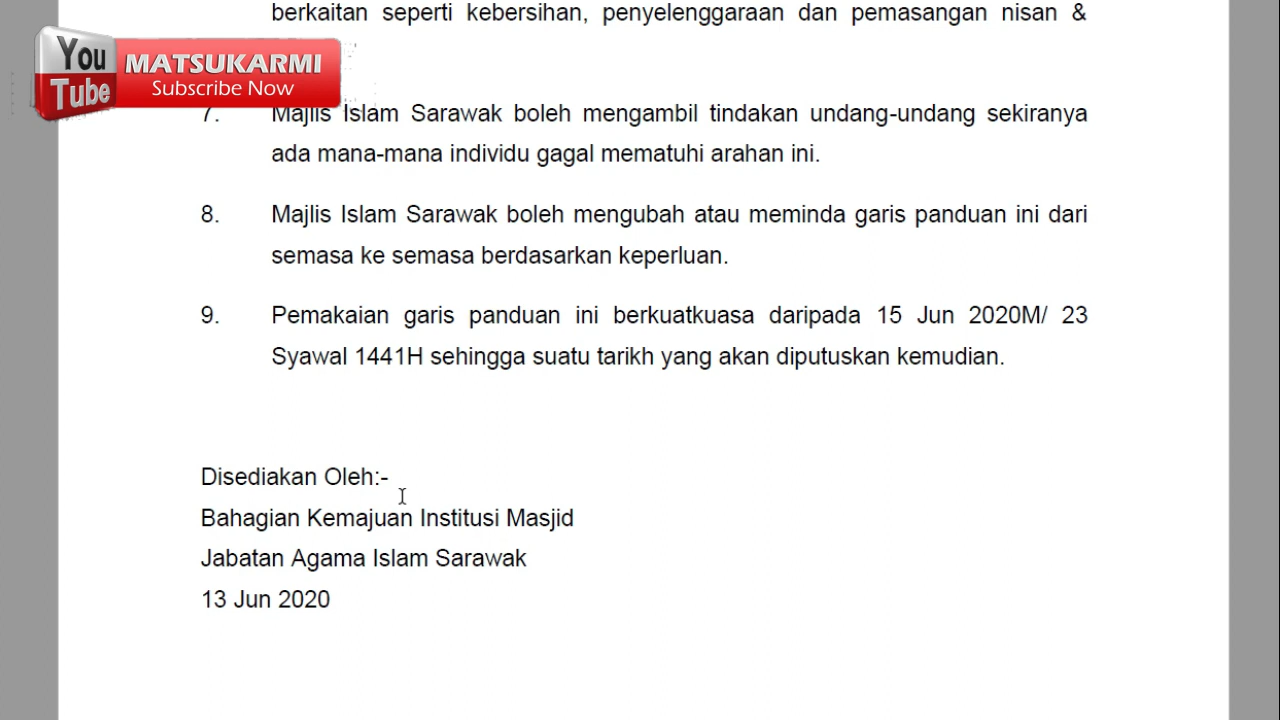 berkaitan seperti kebersihan, penyelenggaraan dan pemasangan nisan &
You
Tube
MATSUKARMI
Subscribe Now
7. Majlis Islam Sarawak boleh mengambil tindakan undang-undang sekiranya
ada mana-mana individu gagal mematuhi arahan ini.
8. Majlis Islam Sarawak boleh mengubah atau meminda garis panduan ini dari
semasa ke semasa berdasarkan keperluan.
9. Pemakaian garis panduan ini berkuatkuasa daripada 15 Jun 2020M/ 23
Syawal 1441H sehingga suatu tarikh yang akan diputuskan kemudian.
Disediakan Oleh:-
Bahagian Kemajuan Institusi Masjid
Jabatan Agama Islam Sarawak
13 Jun 2020